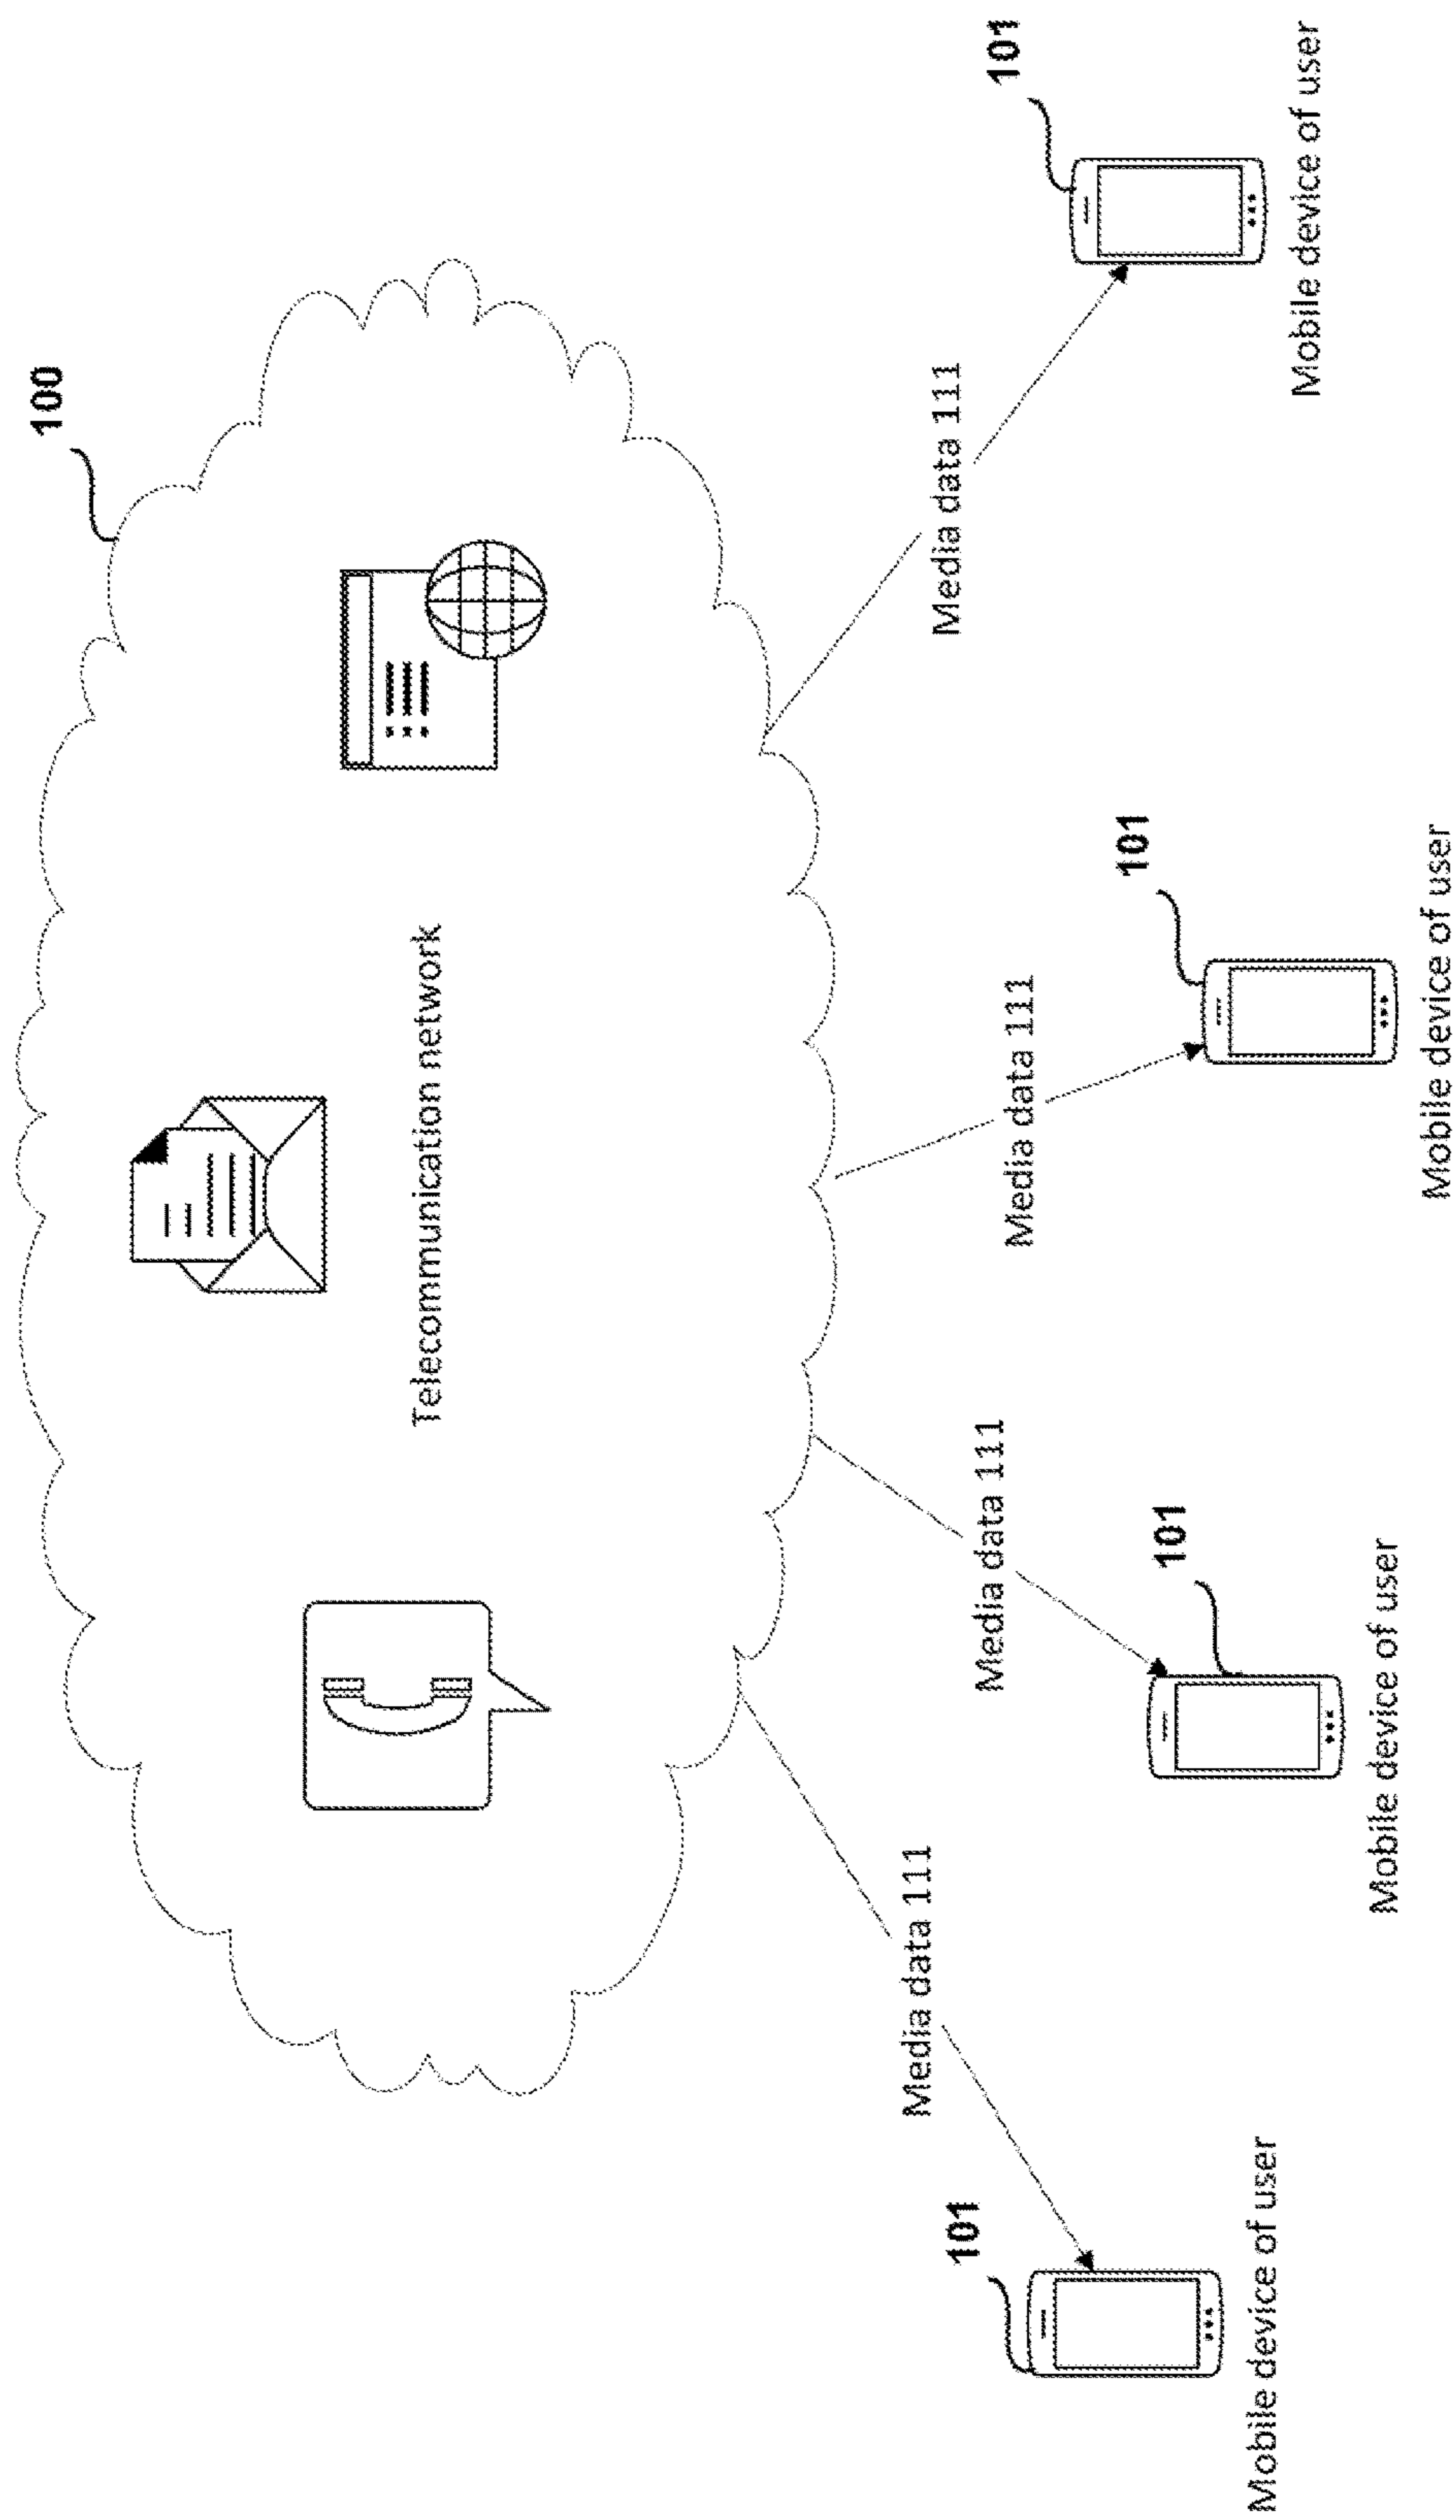 100
Telecommunication network
Media data 111
Media data 111
Media data 111
Media data 111
101
101
101
101
Mobile device of user
Mobile device of user
Mobile device of user
Mobile device of user